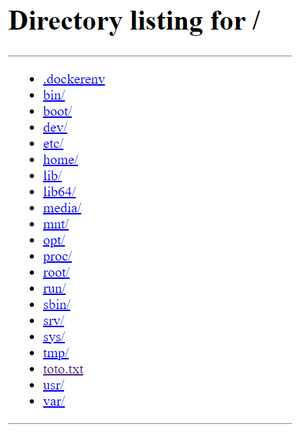 Directory listing for /
.dockerenv
bin/
boot/
dev/
etc/
home/
lib/
lib64/
media/
mnt/
opt/
proc/
root/
run/
sbin/
srv/
sys/
tmp/
toto.txt
usr/
var/